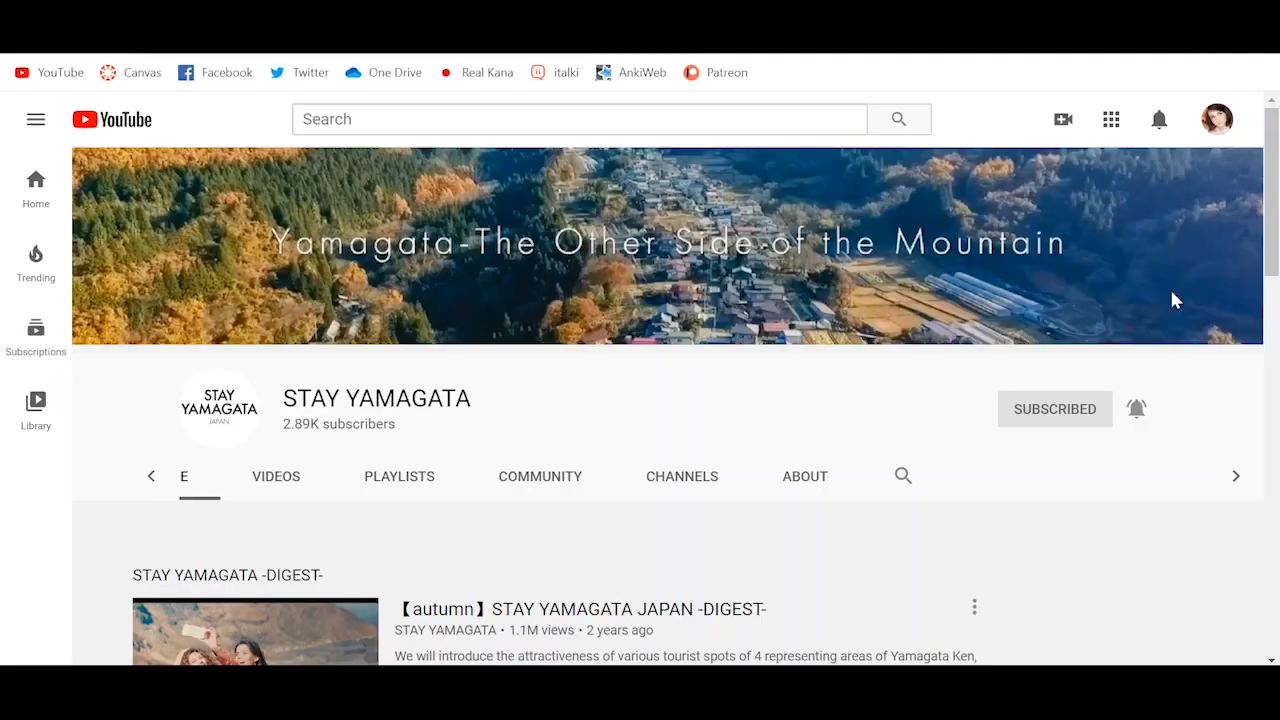 YouTube Canvas Facebook Twitter One Drive Real Kana italki AnkiWeb Patreon
YouTube Search
Home
Trending
Subscriptions
Library
Yamagata-The Other Side of the Mountain
STAY
YAMAGATA
JAPAN
STAY YAMAGATA
2.89K subscribers
SUBSCRIBED
E VIDEOS PLAYLISTS COMMUNITY CHANNELS ABOUT
STAY YAMAGATA -DIGEST-
【autumn】STAY YAMAGATA JAPAN -DIGEST-
STAY YAMAGATA • 1.1M views • 2 years ago
We will introduce the attractiveness of various tourist spots of 4 representing areas of Yamagata Ken,